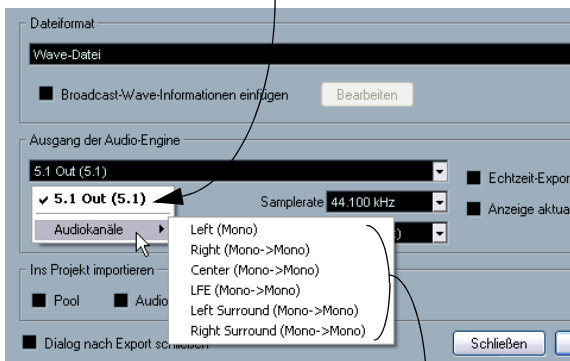 Dateiformat
Wave-Datei
Broadcast-Wave-Informationen einfügen Bearbeiten
Ausgang der Audio-Engine
5.1 Out (5.1)
Echtzeit-Expor
✓ 5.1 Out (5.1)
Samplerate 44.100 kHz
Anzeige aktua
Audiokanäle
Left (Mono)
Right (Mono->Mono)
Center (Mono->Mono)
LFE (Mono->Mono)
Left Surround (Mono->Mono)
Right Surround (Mono->Mono)
Ins Projekt importieren
Pool Audio
Dialog nach Export schließen
Schließen